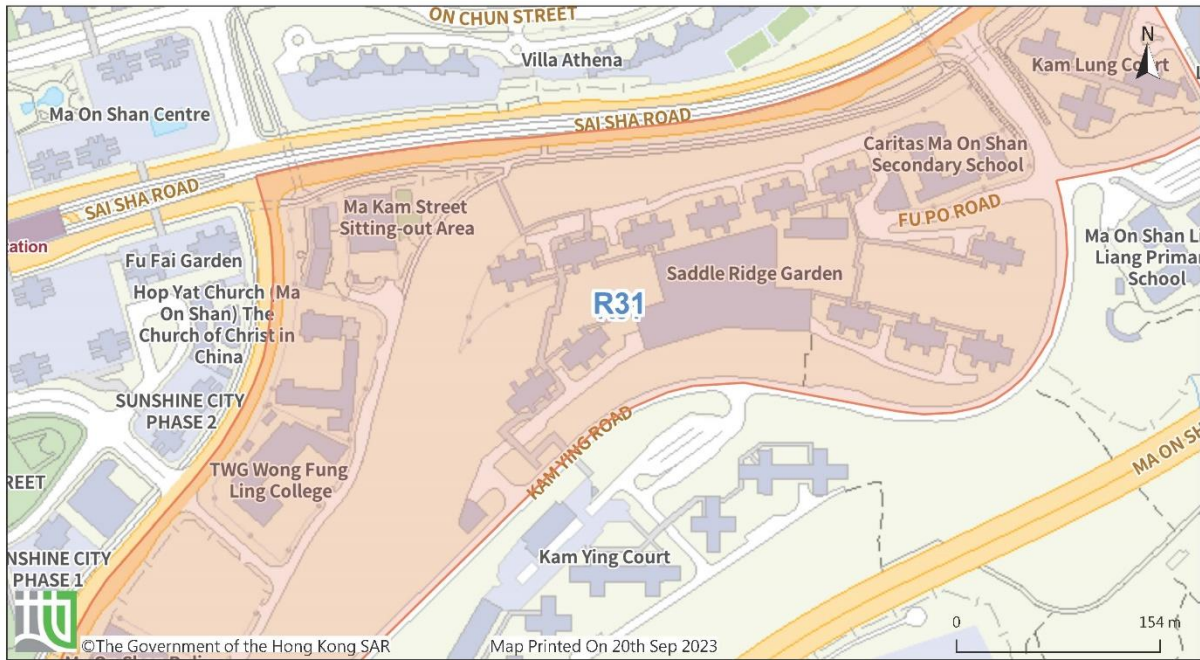 ON CHUN STREET
Villa Athena
Kam Lung Court
N
Ma On Shan Centre
SAI SHA ROAD
Caritas Ma On Shan
Secondary School
SAI SHA ROAD
Ma Kam Street
Sitting-out Area
FU PO ROAD
ation
Fu Fai Garden
Ma On Shan Li
Liang Primar
School
Saddle Ridge Garden
Hop Yat Church (Ma
On Shan) The
Church of Christ in
China
R31
SUNSHINE CITY
PHASE 2
KAM YING ROAD
MA ON SH
TWG Wong Fung
Ling College
REET
Kam Ying Court
NSHINE CITY
PHASE 1
0
154 m
©The Government of the Hong Kong SAR
Map Printed On 20th Sep 2023